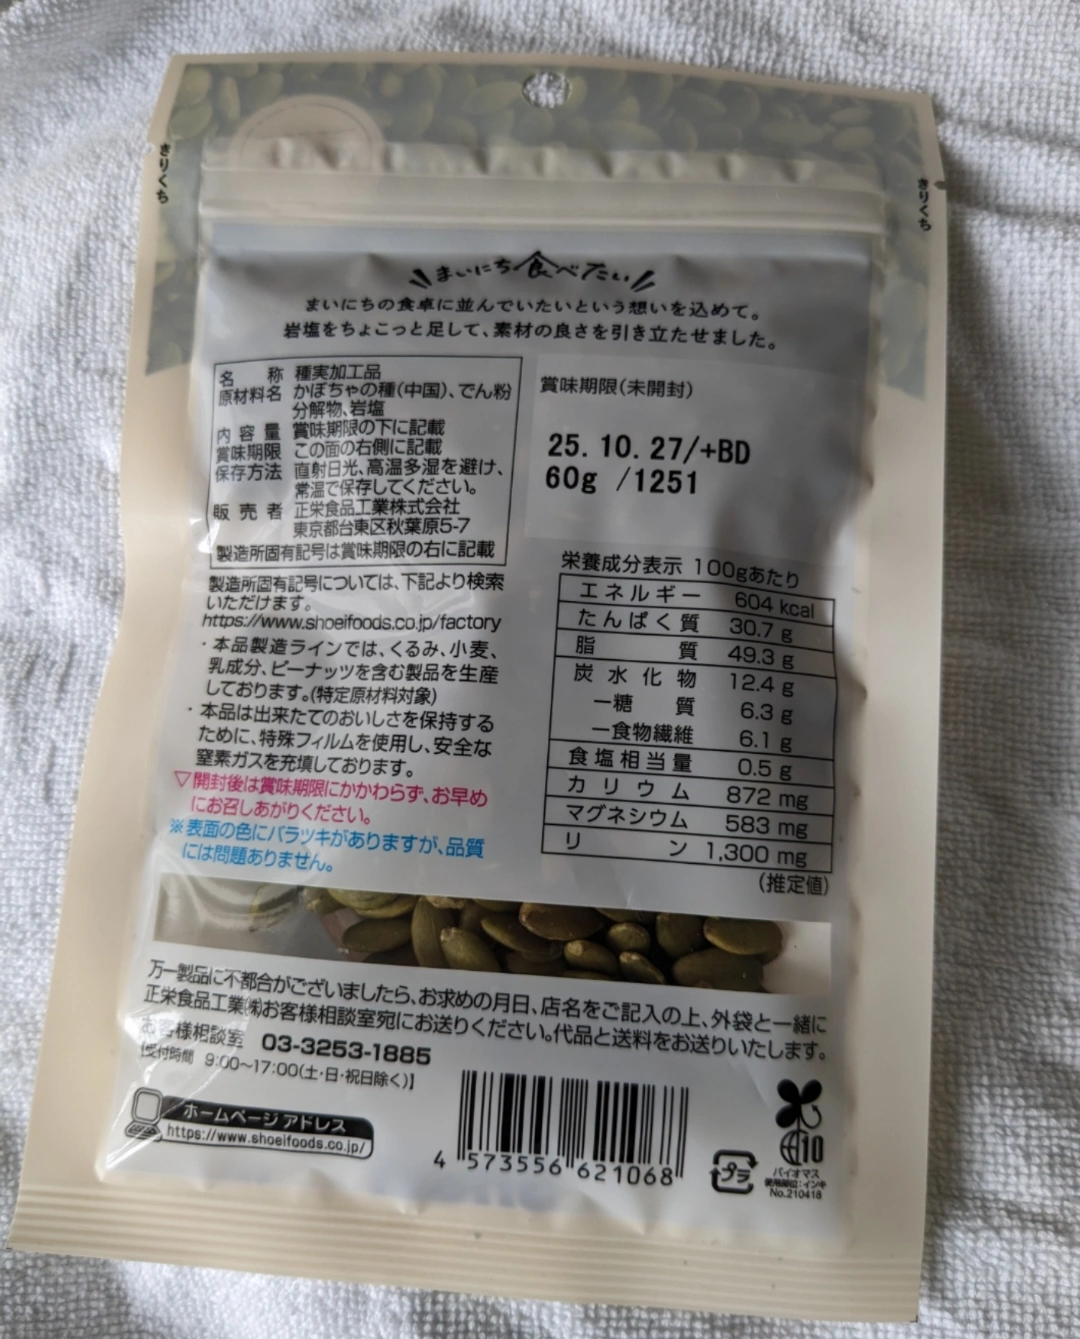 きりくち
きりくち
まいにち食べたい
まいにちの食卓に並んでいたいという想いを込めて。
岩塩をちょこっと足して、素材の良さを引き立たせました。
名称 種実加工品
原材料名 かぼちゃの種(中国)、でん粉
分解物、岩塩
内容量 賞味期限の下に記載
賞味期限 この面の右側に記載
保存方法 直射日光、高温多湿を避け、
常温で保存してください。
販売者 正栄食品工業株式会社
東京都台東区秋葉原5-7
製造所固有記号は賞味期限の右に記載
賞味期限(未開封)
25. 10. 27/+BD
60g /1251
製造所固有記号については、下記より検索
いただけます。
https://www.shoeifoods.co.jp/factory
・本品製造ラインでは、くるみ、小麦、
乳成分、ピーナッツを含む製品を生産
しております。(特定原材料対象)
・本品は出来たてのおいしさを保持する
ために、特殊フィルムを使用し、安全な
窒素ガスを充填しております。
▽開封後は賞味期限にかかわらず、お早め
にお召しあがりください。
※表面の色にバラツキがありますが、品質
には問題ありません。
栄養成分表示 100gあたり
エネルギー 604 kcal
たんぱく質 30.7 g
脂質 49.3 g
炭水化物 12.4 g
―糖質 6.3 g
―食物繊維 6.1 g
食塩相当量 0.5 g
カリウム 872 mg
マグネシウム 583 mg
リン 1,300 mg
(推定値)
万一製品に不都合がございましたら、お求めの月日、店名をご記入の上、外袋と一緒に
正栄食品工業㈱お客様相談室宛にお送りください。代品と送料をお送りいたします。
お客様相談室 03-3253-1885
【受付時間 9:00～17:00(土・日・祝日除く)】
ホームページアドレス
https://www.shoeifoods.co.jp/
4 573556 621068
プラ
10
バイオマス
使用部位:インキ
No.210418